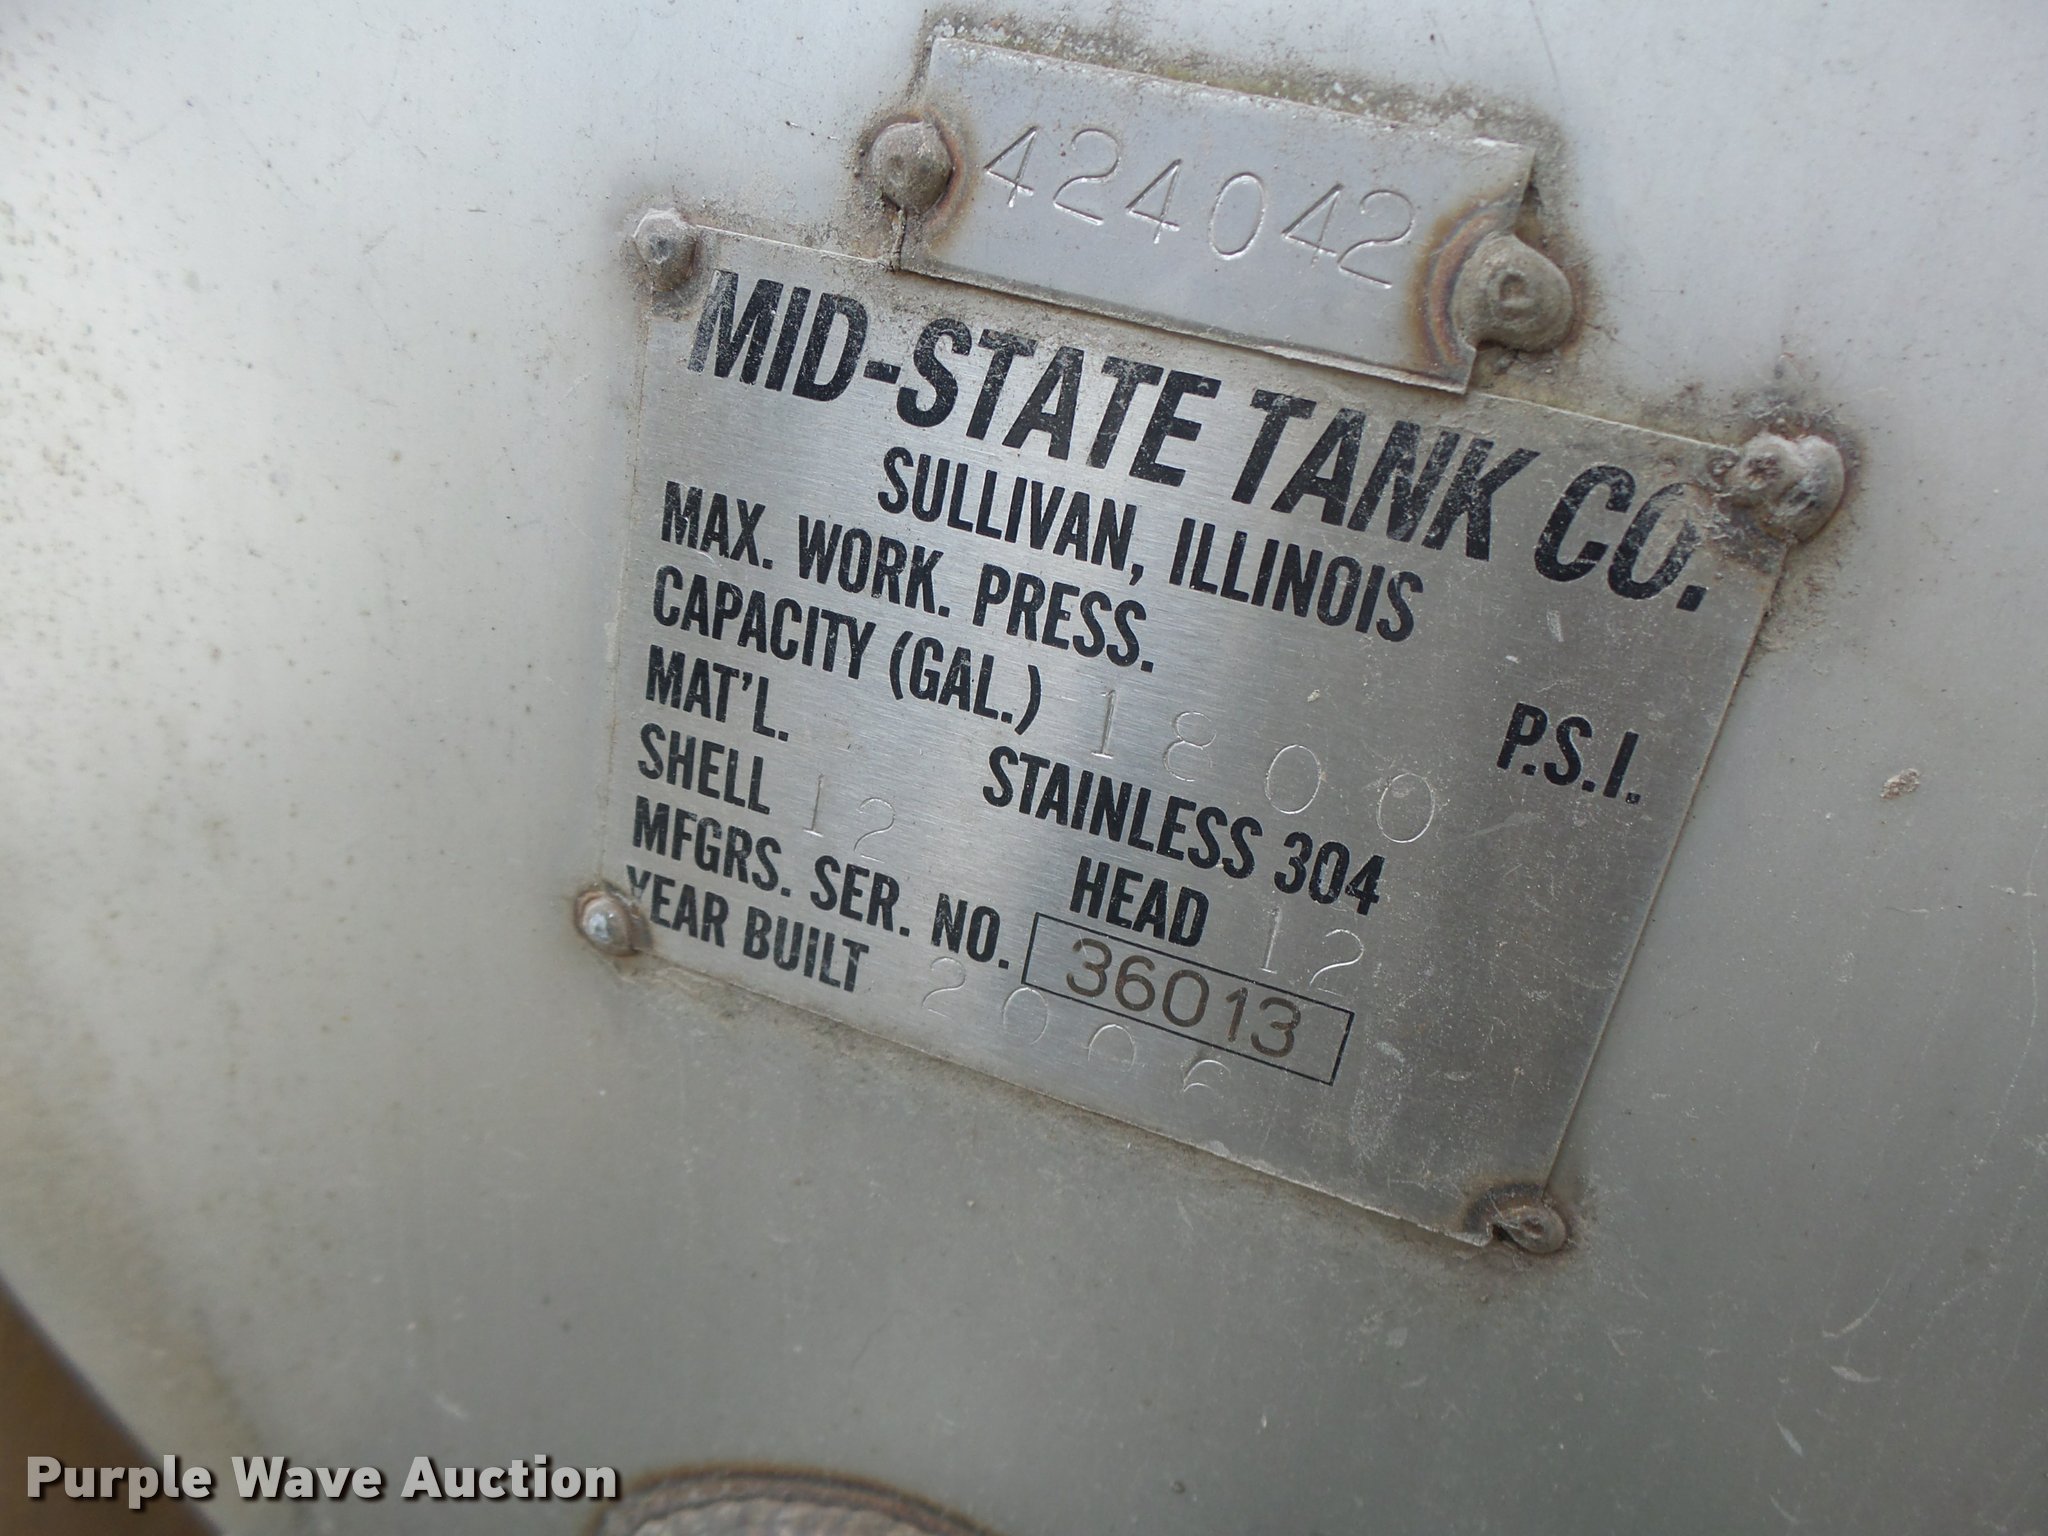 424042
MID-STATE TANK CO.
SULLIVAN, ILLINOIS
MAX. WORK. PRESS. P.S.I.
CAPACITY (GAL.) 1800
MAT'L. STAINLESS 304
SHELL 12 HEAD 12
MFGRS. SER. NO. 36013
YEAR BUILT 2006
Purple Wave Auction